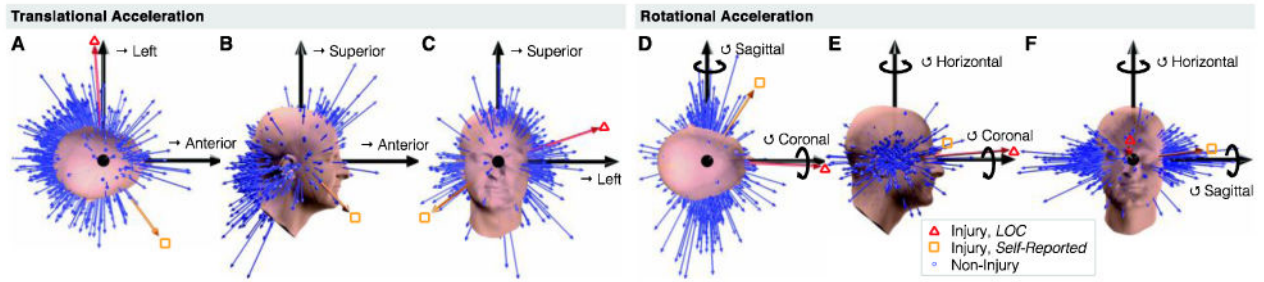 Translational Acceleration
Rotational Acceleration
A
→ Left
→ Anterior
B
→ Superior
→ Anterior
C
→ Superior
→ Left
D
↺ Sagittal
↺ Coronal
E
↺ Horizontal
↺ Coronal
F
↺ Horizontal
↺ Sagittal
Injury, LOC
Injury, Self-Reported
Non-Injury